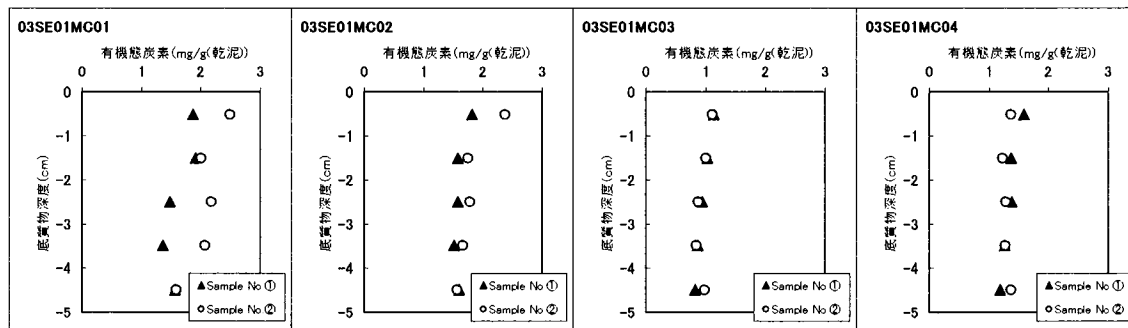 03SE01MC01
有機態炭素(mg/g(乾泥))
0 1 2 3
0
-1
-2
-3
-4
-5
底質物深度(cm)
▲Sample No ①
○Sample No ②
03SE01MC02
有機態炭素(mg/g(乾泥))
0 1 2 3
0
-1
-2
-3
-4
-5
底質物深度(cm)
▲Sample No ①
○Sample No ②
03SE01MC03
有機態炭素(mg/g(乾泥))
0 1 2 3
0
-1
-2
-3
-4
-5
底質物深度(cm)
▲Sample No ①
○Sample No ②
03SE01MC04
有機態炭素(mg/g(乾泥))
0 1 2 3
0
-1
-2
-3
-4
-5
底質物深度(cm)
▲Sample No ①
○Sample No ②